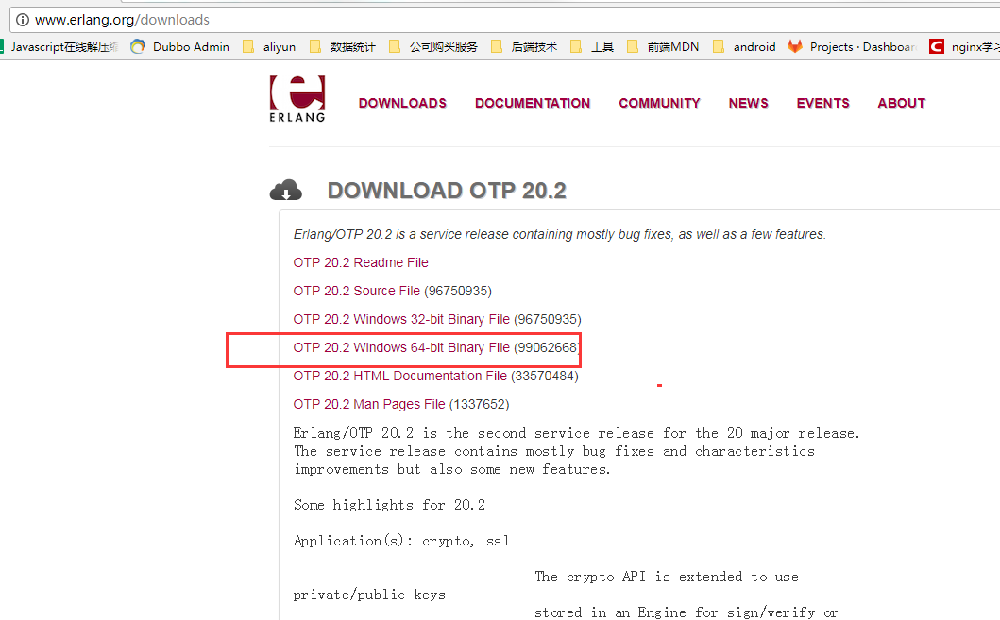 www.erlang.org/downloads
Javascript在线解压缩 Dubbo Admin aliyun 数据统计 公司购买服务 后端技术 工具 前端MDN android Projects · Dashboar nginx学习
ERLANG
DOWNLOADS DOCUMENTATION COMMUNITY NEWS EVENTS ABOUT
DOWNLOAD OTP 20.2
Erlang/OTP 20.2 is a service release containing mostly bug fixes, as well as a few features.
OTP 20.2 Readme File
OTP 20.2 Source File (96750935)
OTP 20.2 Windows 32-bit Binary File (96750935)
OTP 20.2 Windows 64-bit Binary File (99062668)
OTP 20.2 HTML Documentation File (33570484)
OTP 20.2 Man Pages File (1337652)
Erlang/OTP 20.2 is the second service release for the 20 major release.
The service release contains mostly bug fixes and characteristics
improvements but also some new features.
Some highlights for 20.2
Application(s): crypto, ssl
The crypto API is extended to use
private/public keys
stored in an Engine for sign/verify or